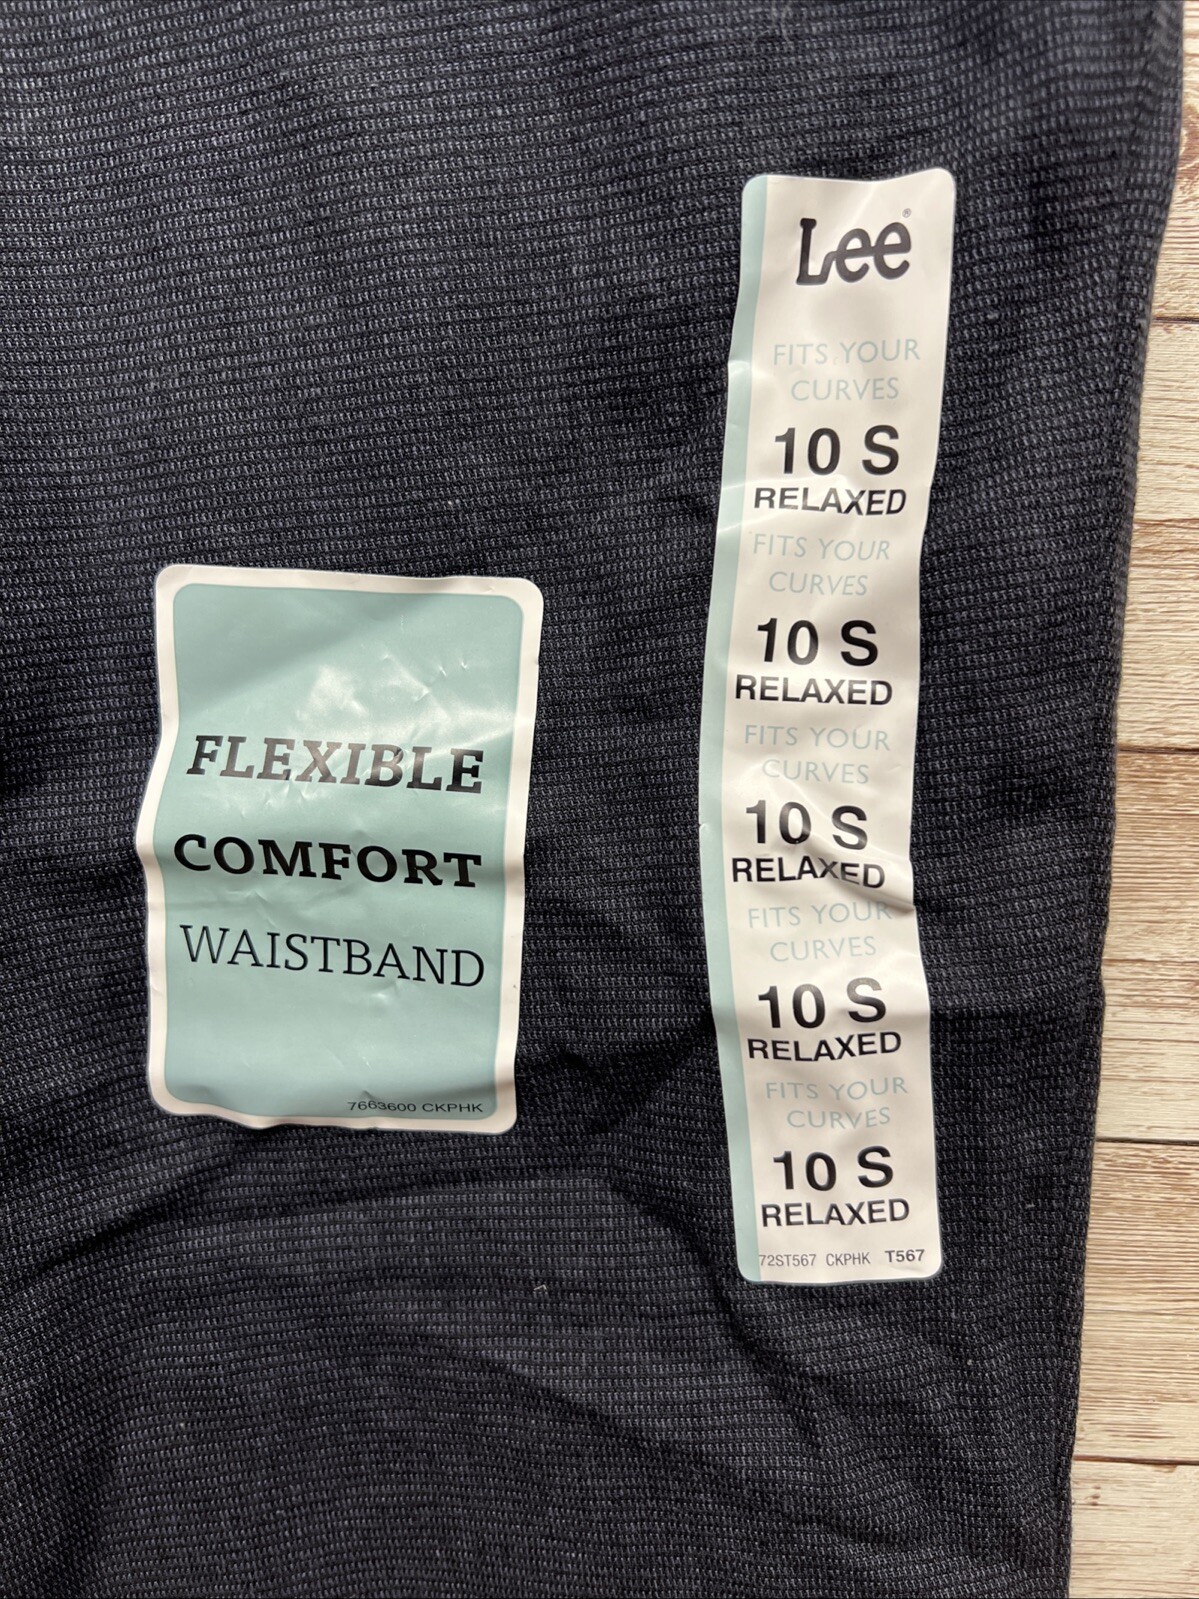 FLEXIBLE
COMFORT
WAISTBAND
7663600 CKPHK
Lee®
FITS YOUR
CURVES
10 S
RELAXED
FITS YOUR
CURVES
10 S
RELAXED
FITS YOUR
CURVES
10 S
RELAXED
FITS YOUR
CURVES
10 S
RELAXED
FITS YOUR
CURVES
10 S
RELAXED
72ST567 CKPHK T567